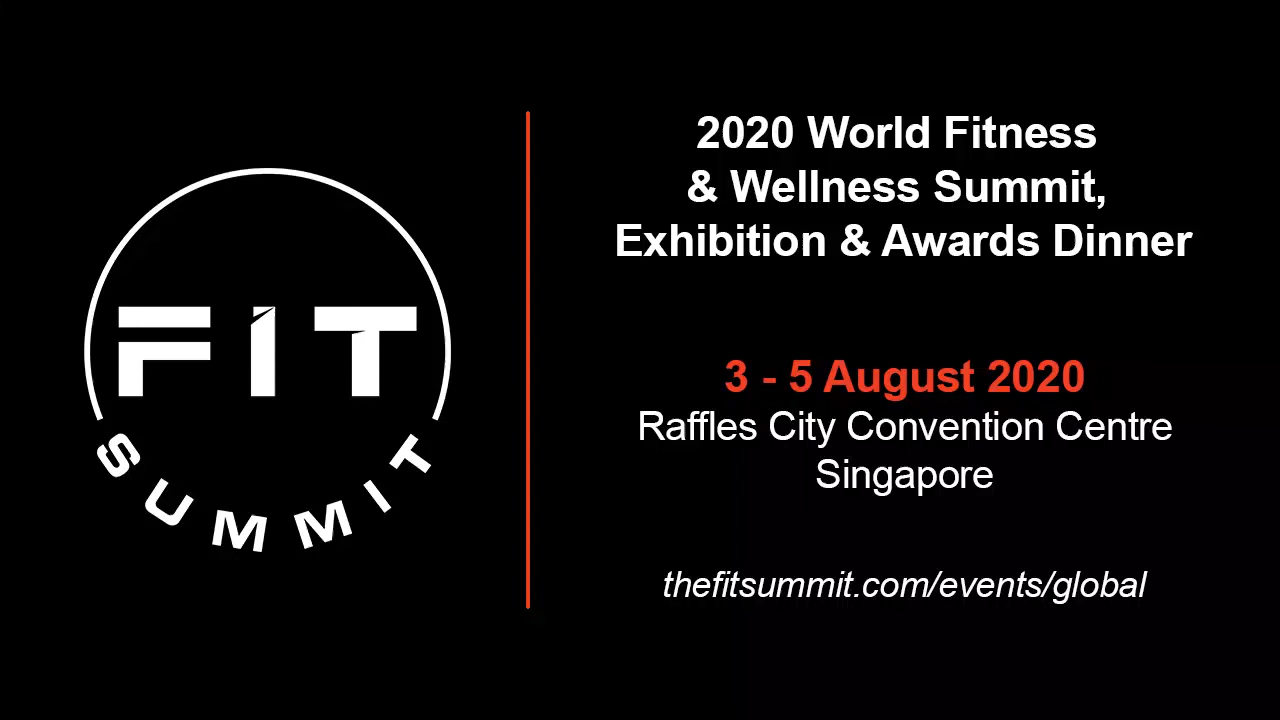 FIT
SUMMIT
2020 World Fitness
& Wellness Summit,
Exhibition & Awards Dinner
3 - 5 August 2020
Raffles City Convention Centre
Singapore
thefitsummit.com/events/global